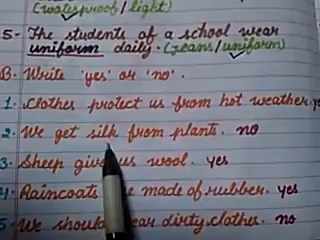 (waterproof/light)
5- The students of a school wear
uniform daily. (jeans/uniform)
B. Write 'yes' or 'no'.
1. Clothes protect us from hot weather.
2. We get silk from plants. no
3. Sheep give us wool. yes
4. Raincoats made of rubber. yes
5- We should wear dirty clothes. no